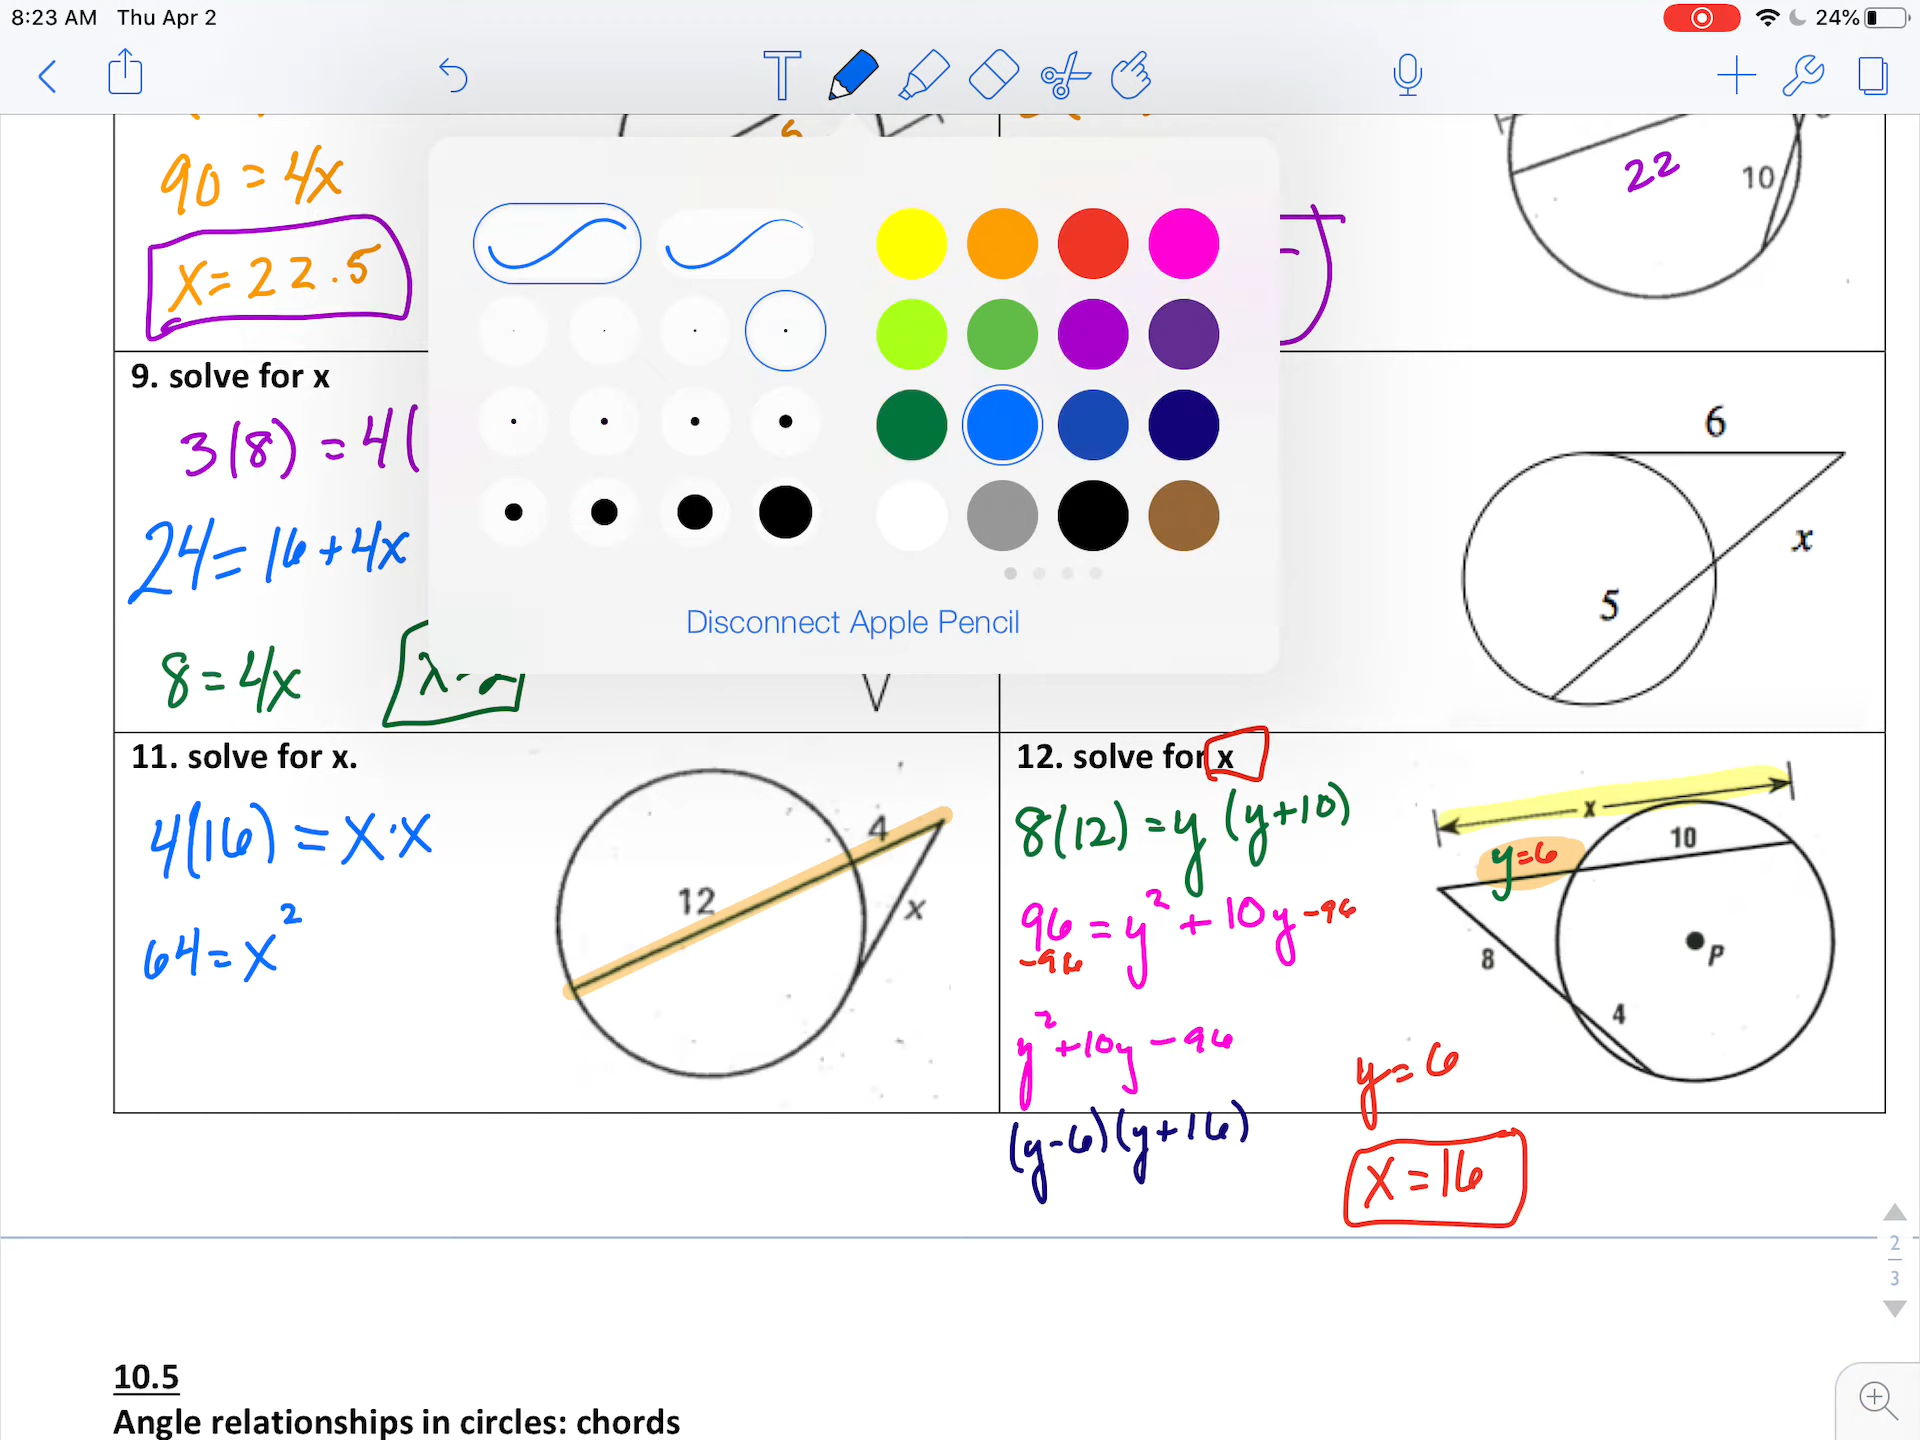 8:23 AM Thu Apr 2
24%
T
90 = 4x
x = 22.5
22
10
9. solve for x
3(8) = 4(
24 = 16 + 4x
8 = 4x
Disconnect Apple Pencil
6
x
5
11. solve for x.
4(16) = x·x
64 = x²
4
12
x
12. solve for x
8(12) = y (y+10)
96 = y² + 10y -96
-96
y² + 10y - 96
(y-6)(y+16)
y = 6
x = 16
x
10
y=6
8
P
4
2
3
10.5
Angle relationships in circles: chords